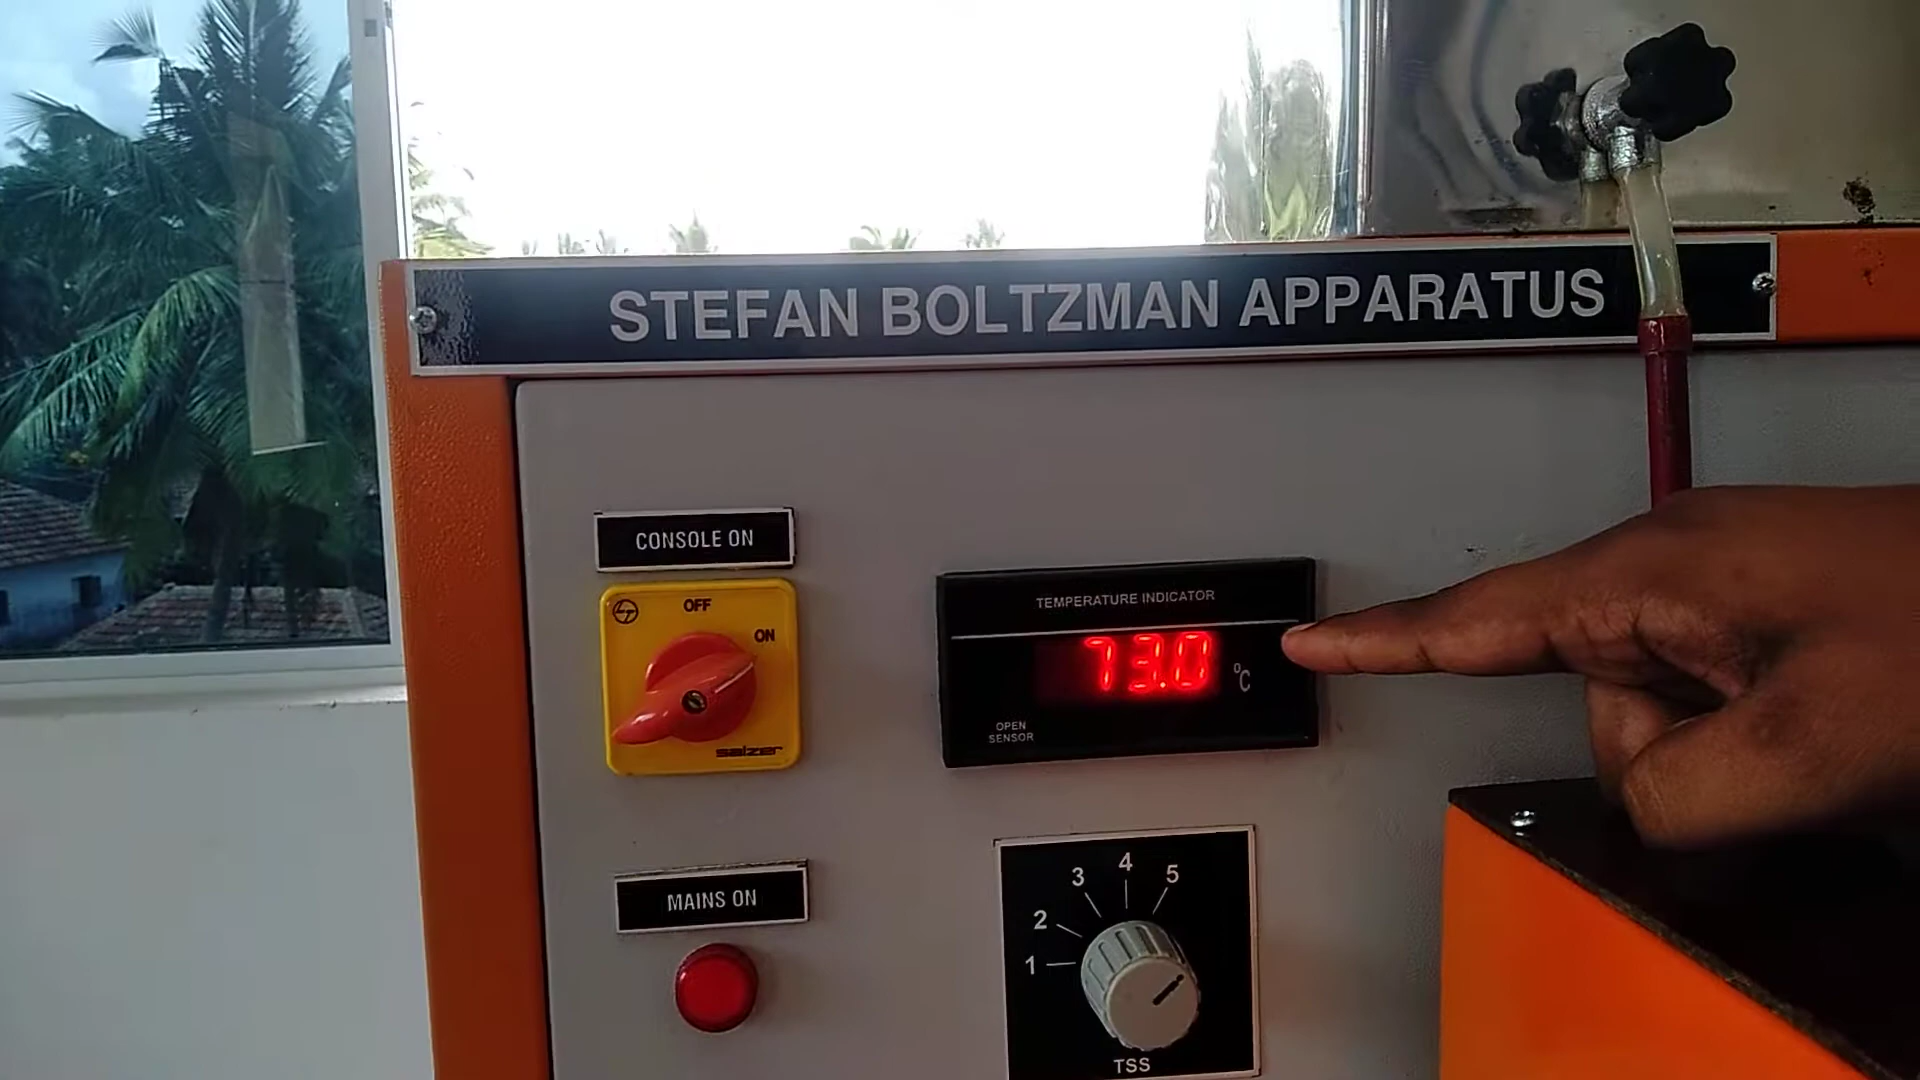 STEFAN BOLTZMAN APPARATUS
CONSOLE ON
OFF
ON
salzer
TEMPERATURE INDICATOR
73.0 °C
OPEN
SENSOR
MAINS ON
1 2 3 4 5
TSS